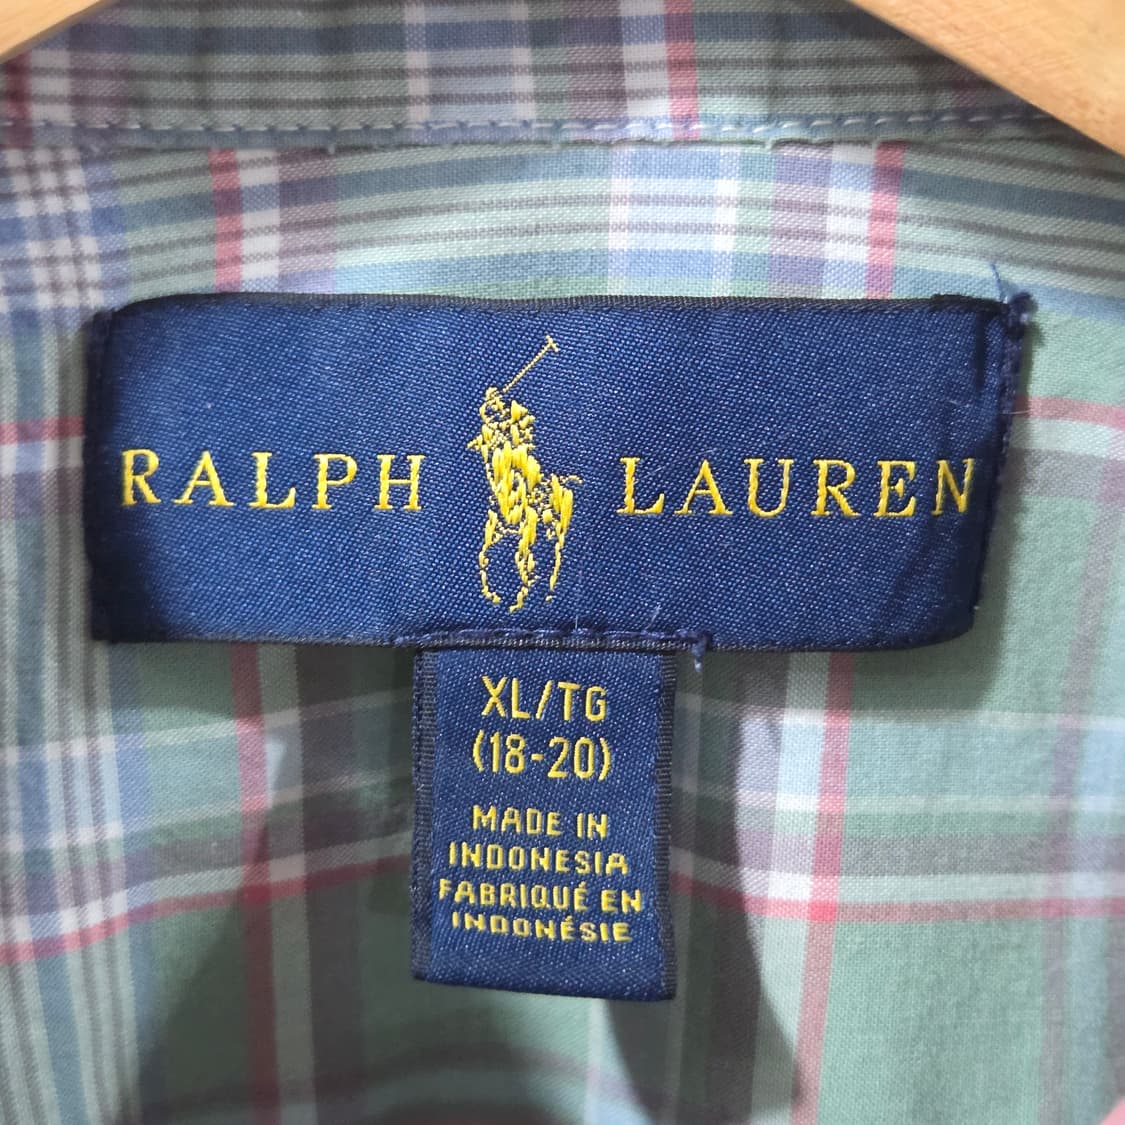 RALPH LAUREN
XL/TG
(18-20)
MADE IN
INDONESIA
FABRIQUÉ EN
INDONÉSIE